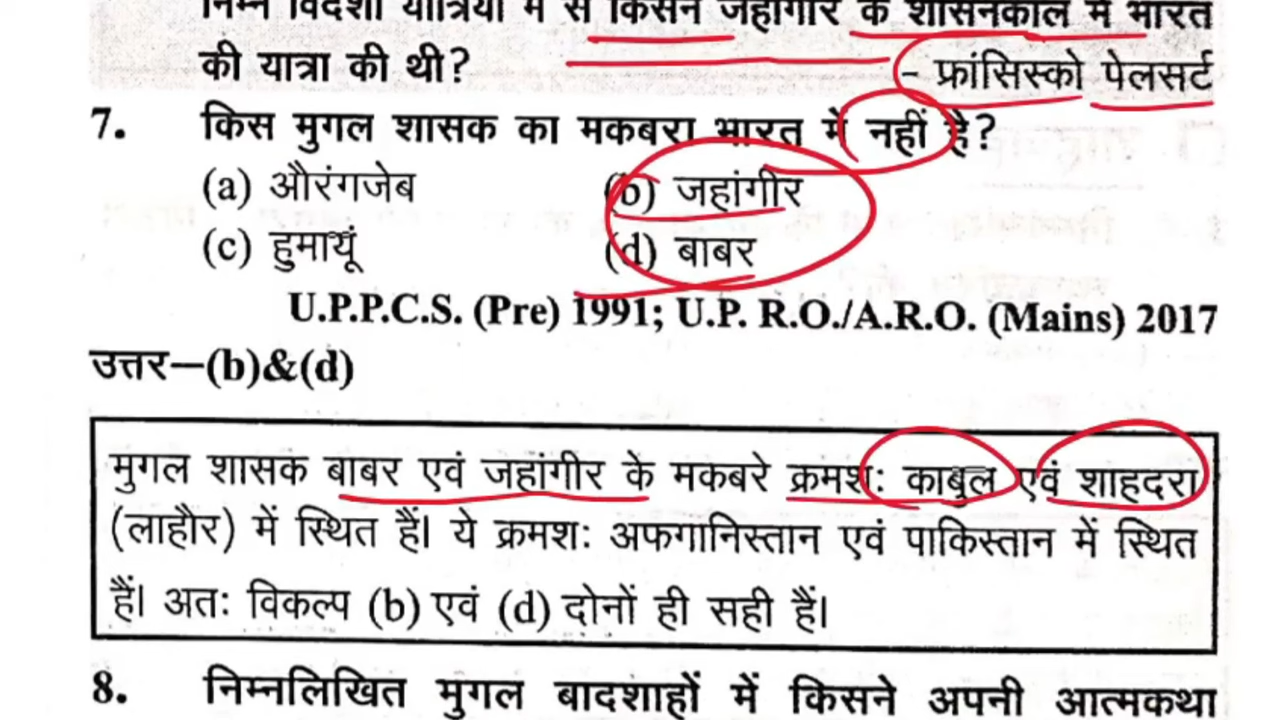 निम्न विदेशी यात्रियों में से किसने जहांगीर के शासनकाल में भारत
की यात्रा की थी? - फ्रांसिस्को पेलसर्ट
7. किस मुगल शासक का मकबरा भारत में नहीं है?
(a) औरंगजेब (b) जहांगीर
(c) हुमायूं (d) बाबर
U.P.P.C.S. (Pre) 1991; U.P. R.O./A.R.O. (Mains) 2017
उत्तर—(b)&(d)
मुगल शासक बाबर एवं जहांगीर के मकबरे क्रमशः काबुल एवं शाहदरा
(लाहौर) में स्थित हैं। ये क्रमशः अफगानिस्तान एवं पाकिस्तान में स्थित
हैं। अतः विकल्प (b) एवं (d) दोनों ही सही हैं।
8. निम्नलिखित मुगल बादशाहों में किसने अपनी आत्मकथा